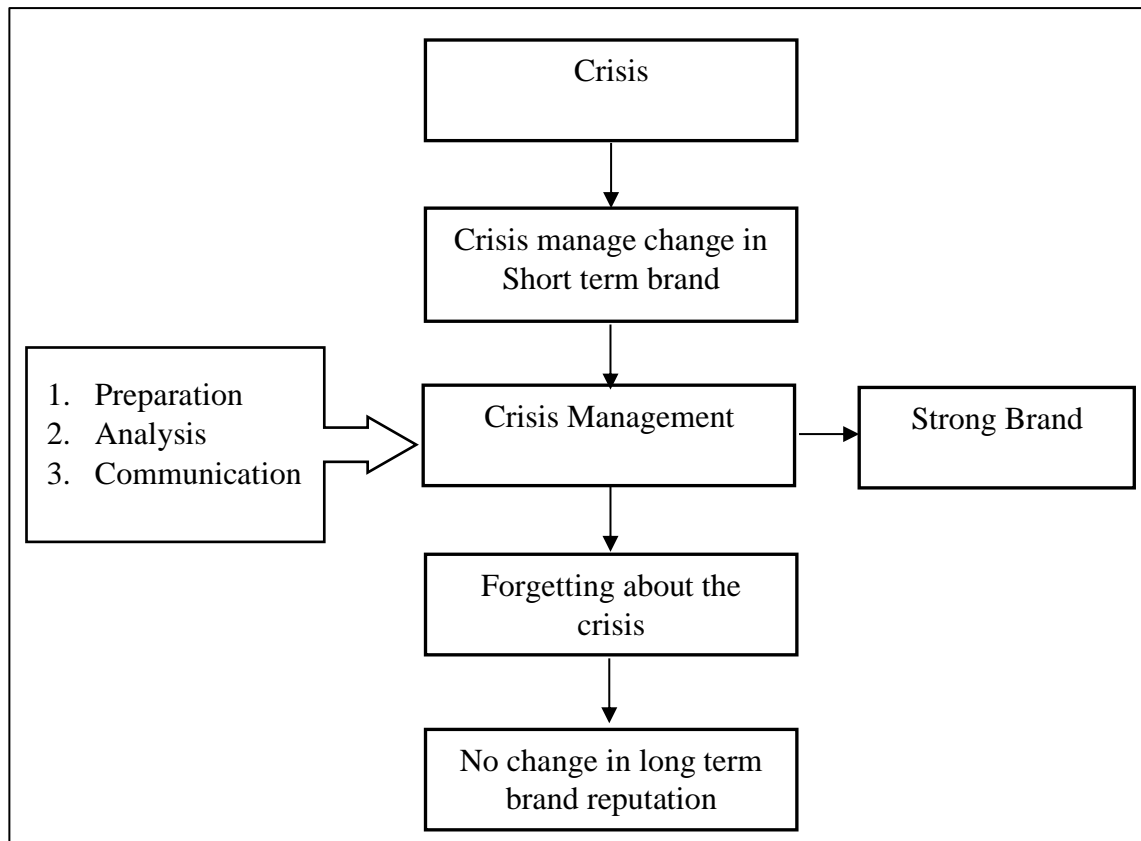 Crisis
Crisis manage change in
Short term brand
1. Preparation
2. Analysis
3. Communication
Crisis Management
Strong Brand
Forgetting about the
crisis
No change in long term
brand reputation